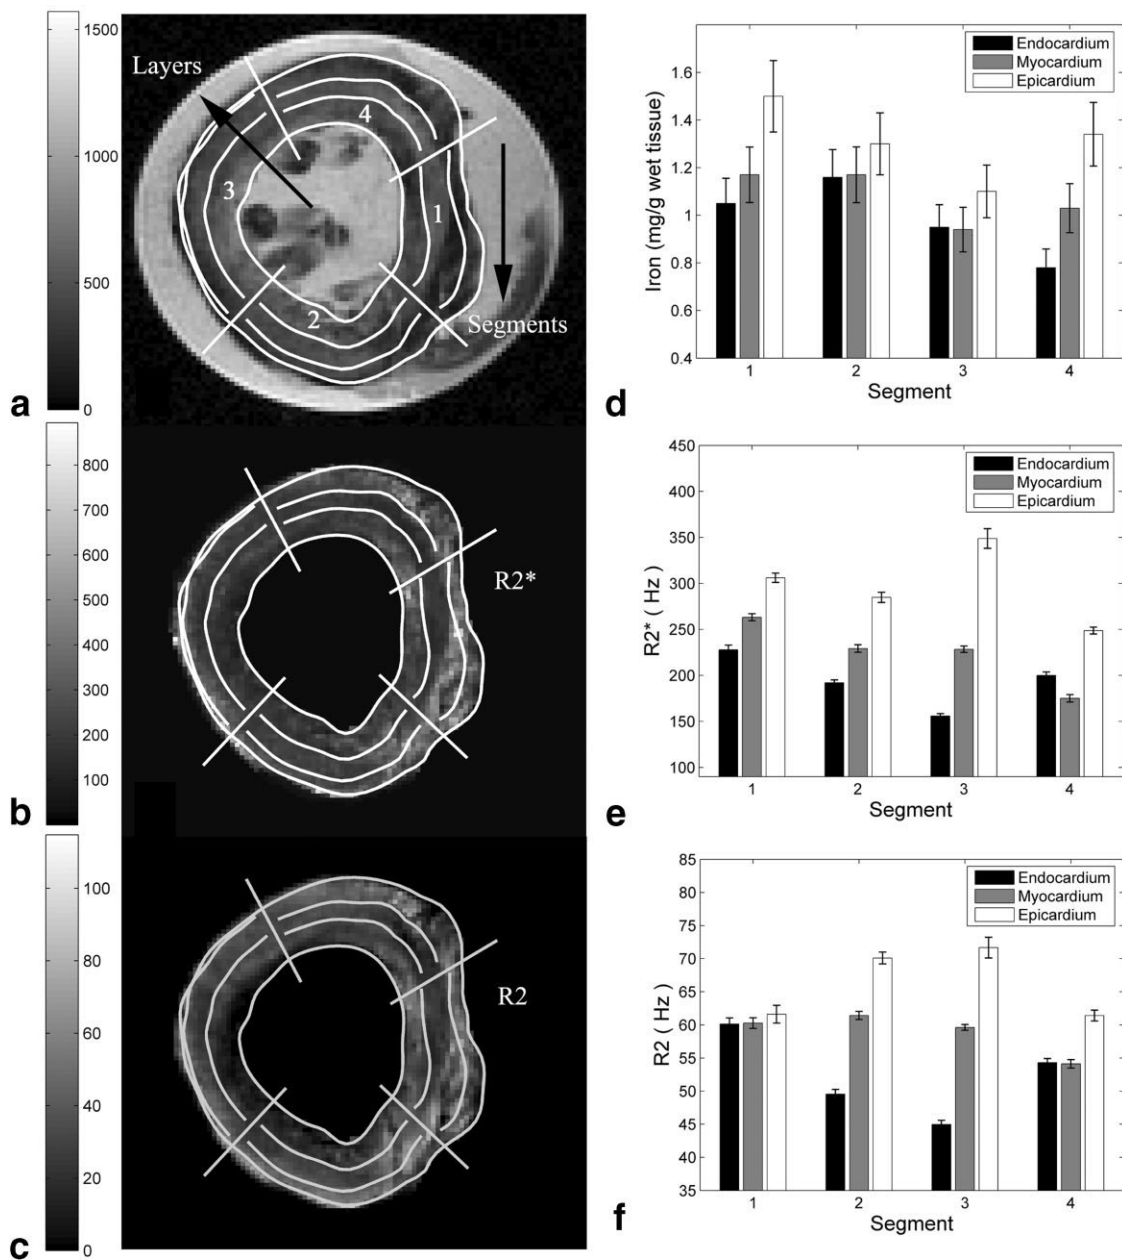 1500
1000
500
0
Layers
4
3
1
2
Segments
a
800
700
600
500
400
300
200
100
R2*
b
100
80
60
40
20
0
R2
c
Endocardium
Myocardium
Epicardium
1.6
1.4
1.2
1
0.8
0.6
0.4
Iron (mg/g wet tissue)
1 2 3 4
Segment
d
Endocardium
Myocardium
Epicardium
450
400
350
300
250
200
150
100
R2* ( Hz )
1 2 3 4
Segment
e
Endocardium
Myocardium
Epicardium
85
80
75
70
65
60
55
50
45
40
35
R2 ( Hz )
1 2 3 4
Segment
f